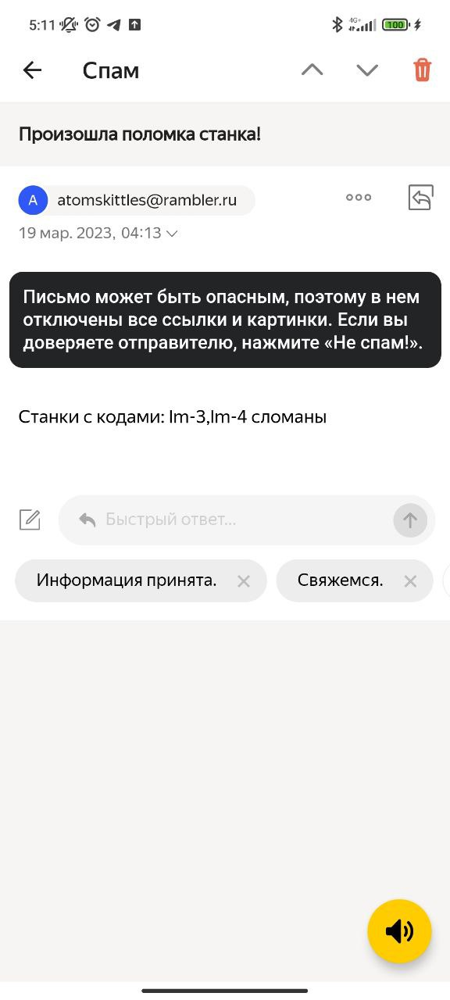 5:11
4G+
100
Спам
Произошла поломка станка!
А
atomskittles@rambler.ru
19 мар. 2023, 04:13
Письмо может быть опасным, поэтому в нем
отключены все ссылки и картинки. Если вы
доверяете отправителю, нажмите «Не спам!».
Станки с кодами: lm-3,lm-4 сломаны
Быстрый ответ...
Информация принята.
Свяжемся.